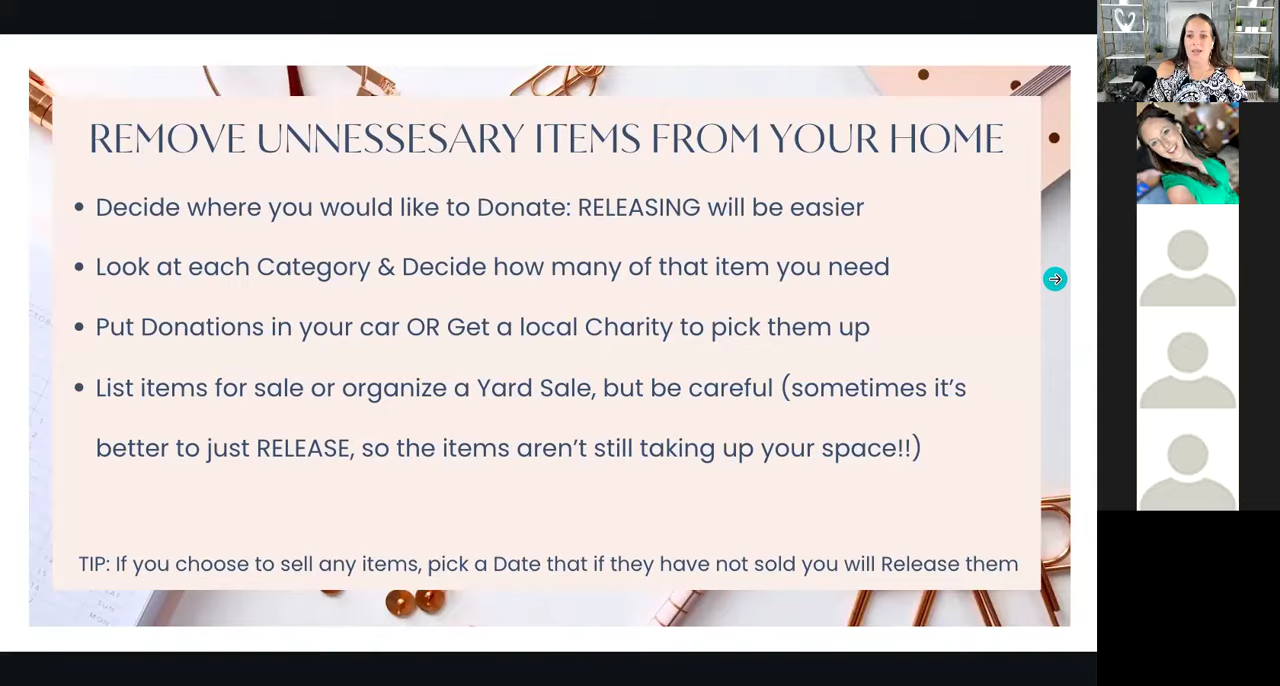 REMOVE UNNESSESARY ITEMS FROM YOUR HOME
• Decide where you would like to Donate: RELEASING will be easier
• Look at each Category & Decide how many of that item you need
• Put Donations in your car OR Get a local Charity to pick them up
• List items for sale or organize a Yard Sale, but be careful (sometimes it's
better to just RELEASE, so the items aren't still taking up your space!!)
TIP: If you choose to sell any items, pick a Date that if they have not sold you will Release them
SUN
MON